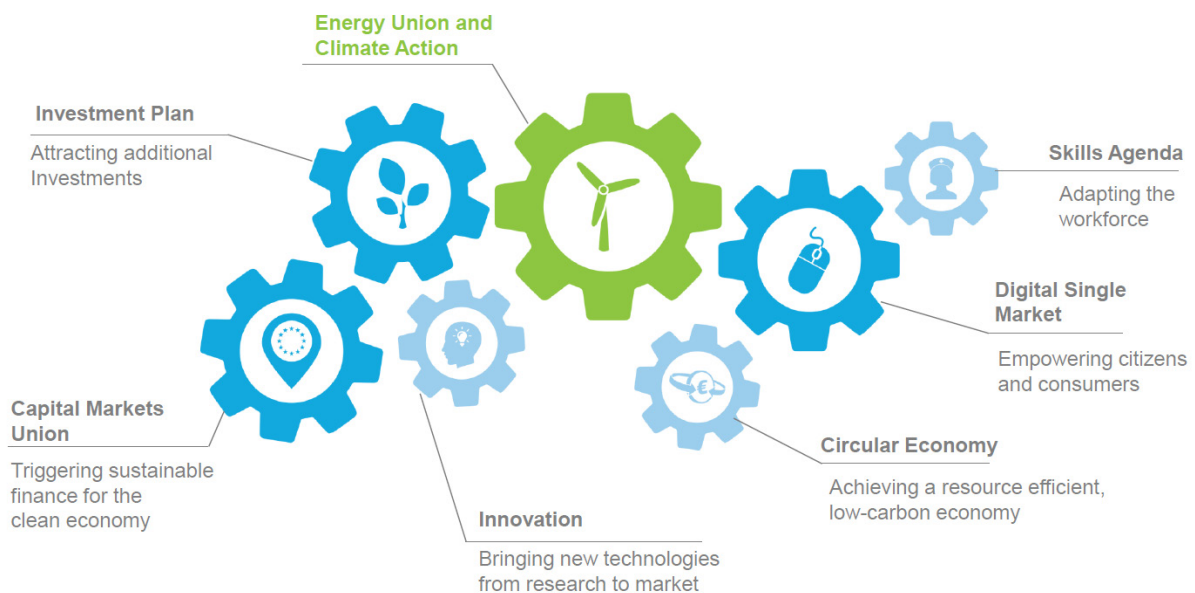 Energy Union and
Climate Action
Investment Plan
Attracting additional
Investments
Skills Agenda
Adapting the
workforce
Digital Single
Market
Empowering citizens
and consumers
Capital Markets
Union
Triggering sustainable
finance for the
clean economy
Circular Economy
Achieving a resource efficient,
low-carbon economy
Innovation
Bringing new technologies
from research to market
€